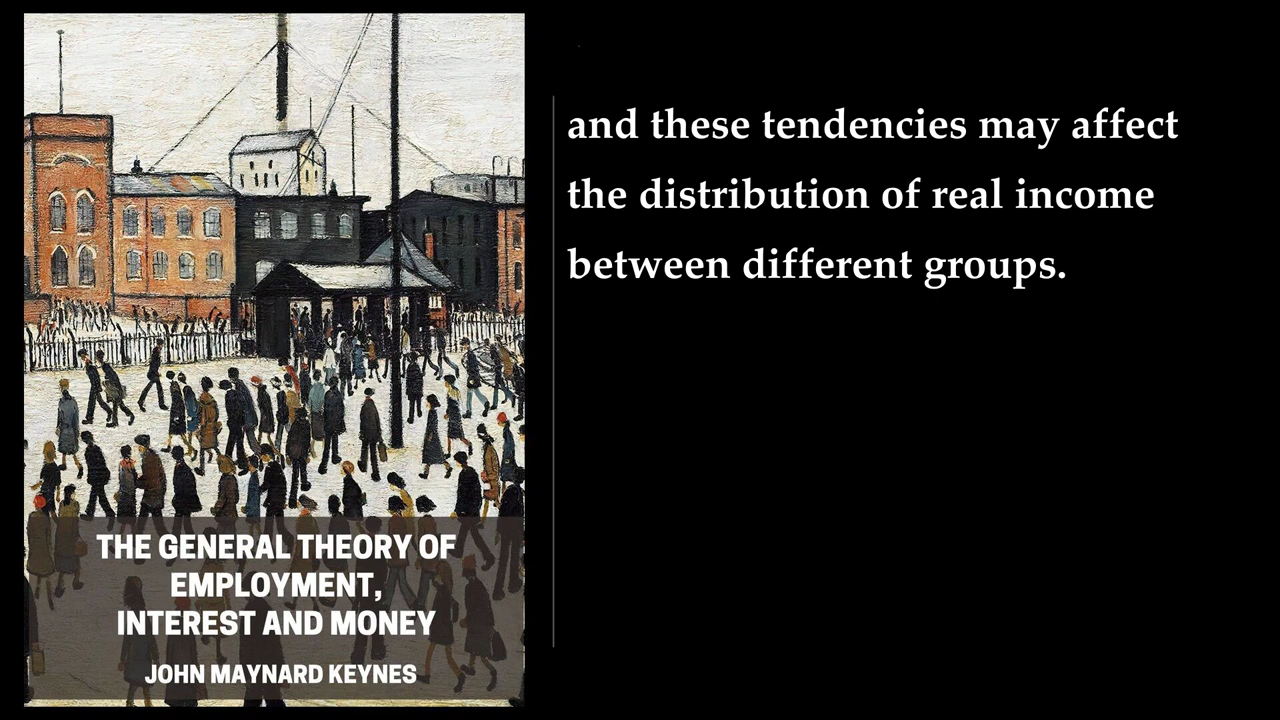 and these tendencies may affect
the distribution of real income
between different groups.
THE GENERAL THEORY OF
EMPLOYMENT,
INTEREST AND MONEY
JOHN MAYNARD KEYNES